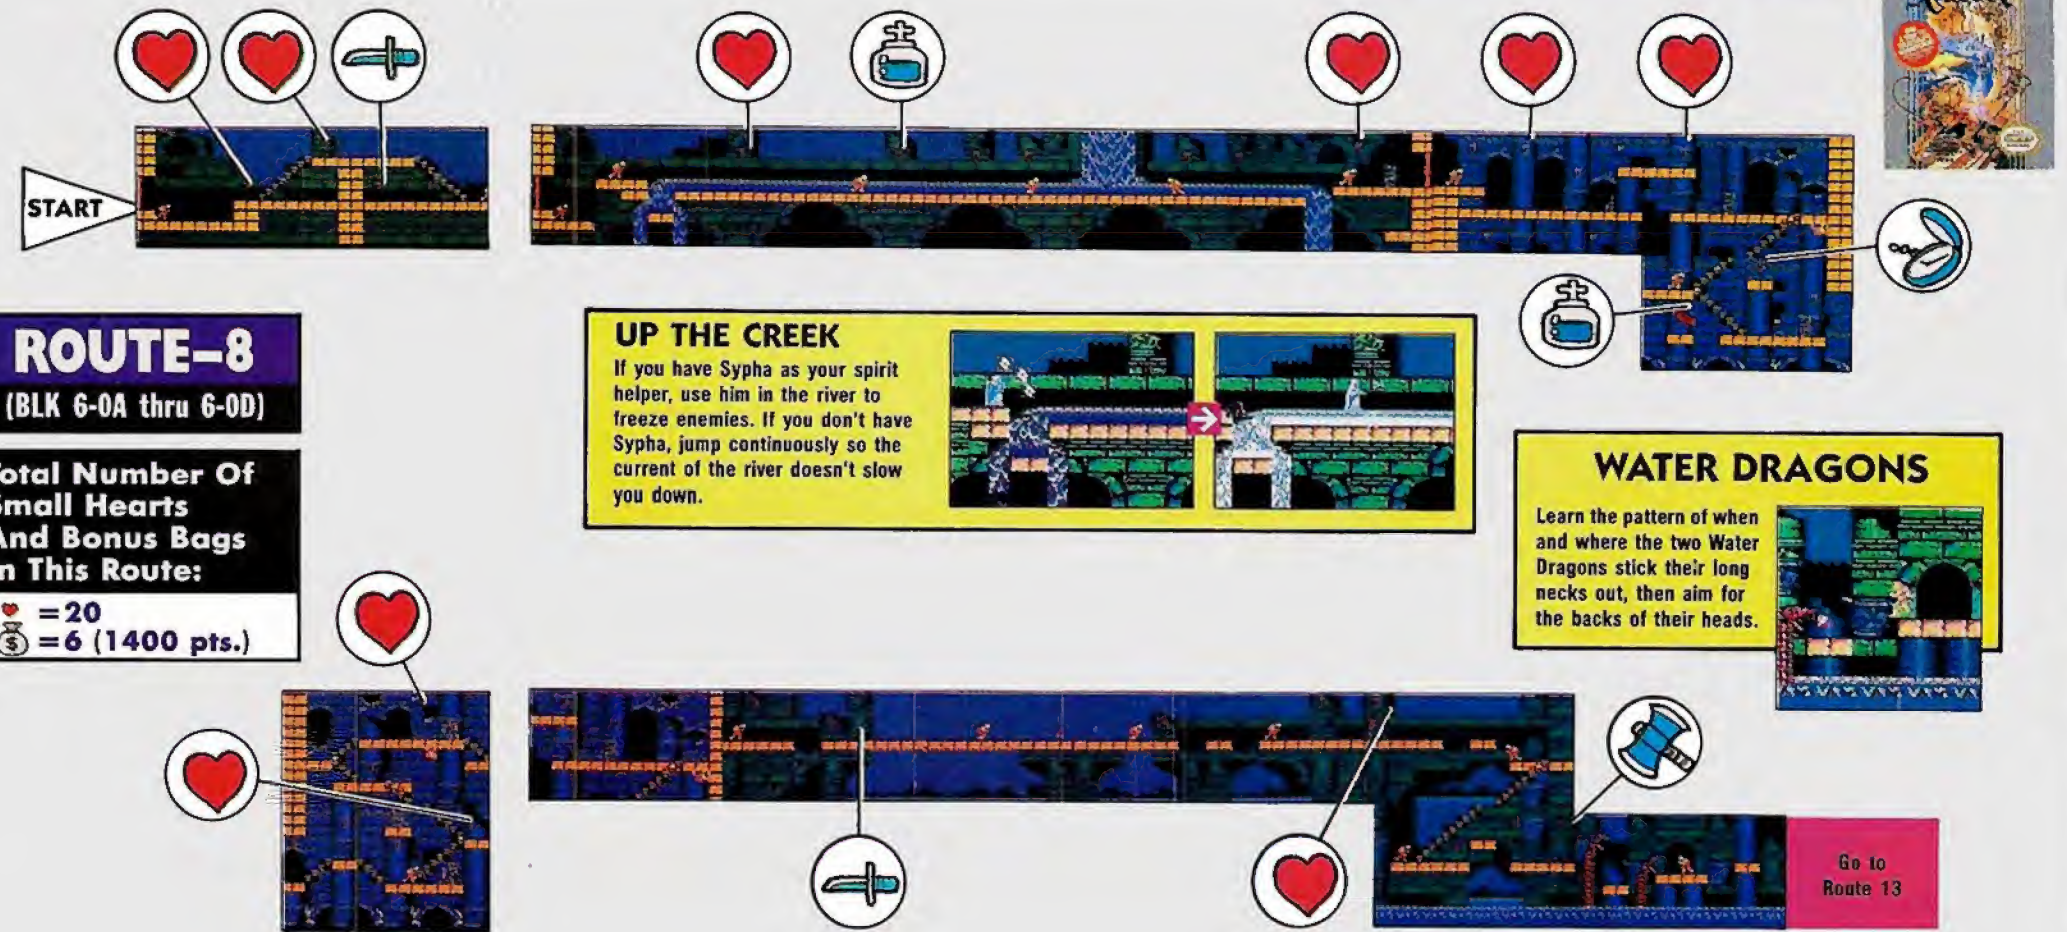 START
ROUTE-8
(BLK 6-0A thru 6-0D)
otal Number Of
Small Hearts
And Bonus Bags
n This Route:
=20
$ =6 (1400 pts.)
UP THE CREEK
If you have Sypha as your spirit
helper, use him in the river to
freeze enemies. If you don't have
Sypha, jump continuously so the
current of the river doesn't slow
you down.
WATER DRAGONS
Learn the pattern of when
and where the two Water
Dragons stick their long
necks out, then aim for
the backs of their heads.
Go to
Route 13